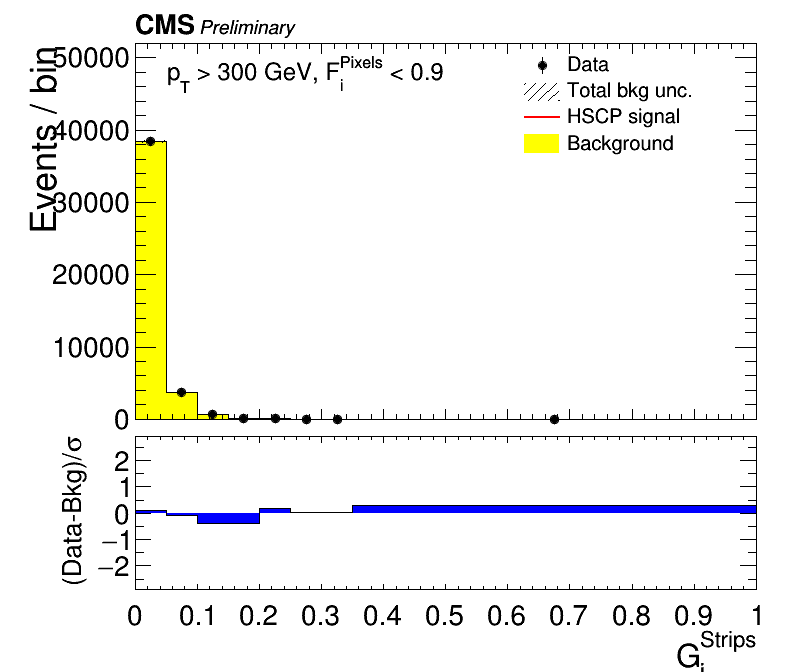 CMS Preliminary
Events / bin
50000
40000
30000
20000
10000
0
p_T > 300 GeV, F_i^Pixels < 0.9
Data
Total bkg unc.
HSCP signal
Background
(Data-Bkg)/σ
2
1
0
−1
−2
0 0.1 0.2 0.3 0.4 0.5 0.6 0.7 0.8 0.9 1
G_i^Strips